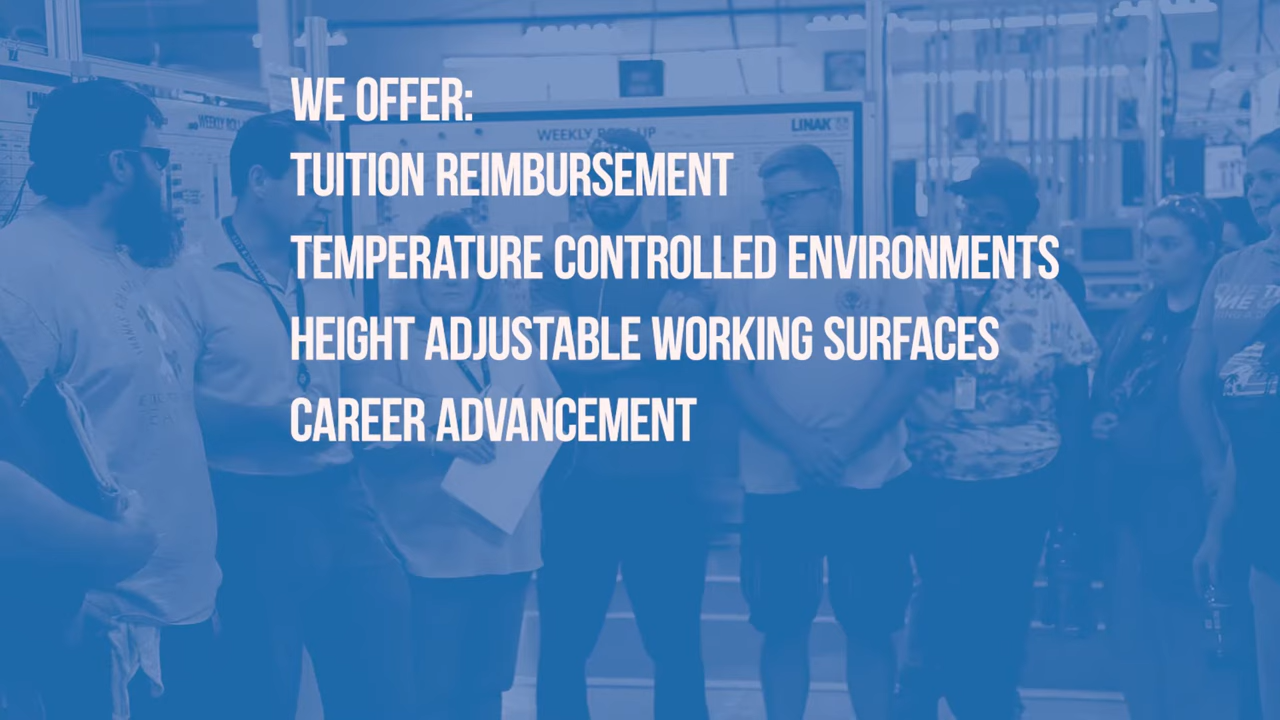 WE OFFER:
TUITION REIMBURSEMENT
TEMPERATURE CONTROLLED ENVIRONMENTS
HEIGHT ADJUSTABLE WORKING SURFACES
CAREER ADVANCEMENT
WEEKLY
LINAK